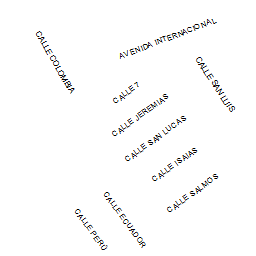 AVENIDA INTERNACIONAL
CALLE COLOMBIA
CALLE SAN LUIS
CALLE 7
CALLE JEREMIAS
CALLE SAN LUCAS
CALLE ISAIAS
CALLE SALMOS
CALLE ECUADOR
CALLE PERÚ